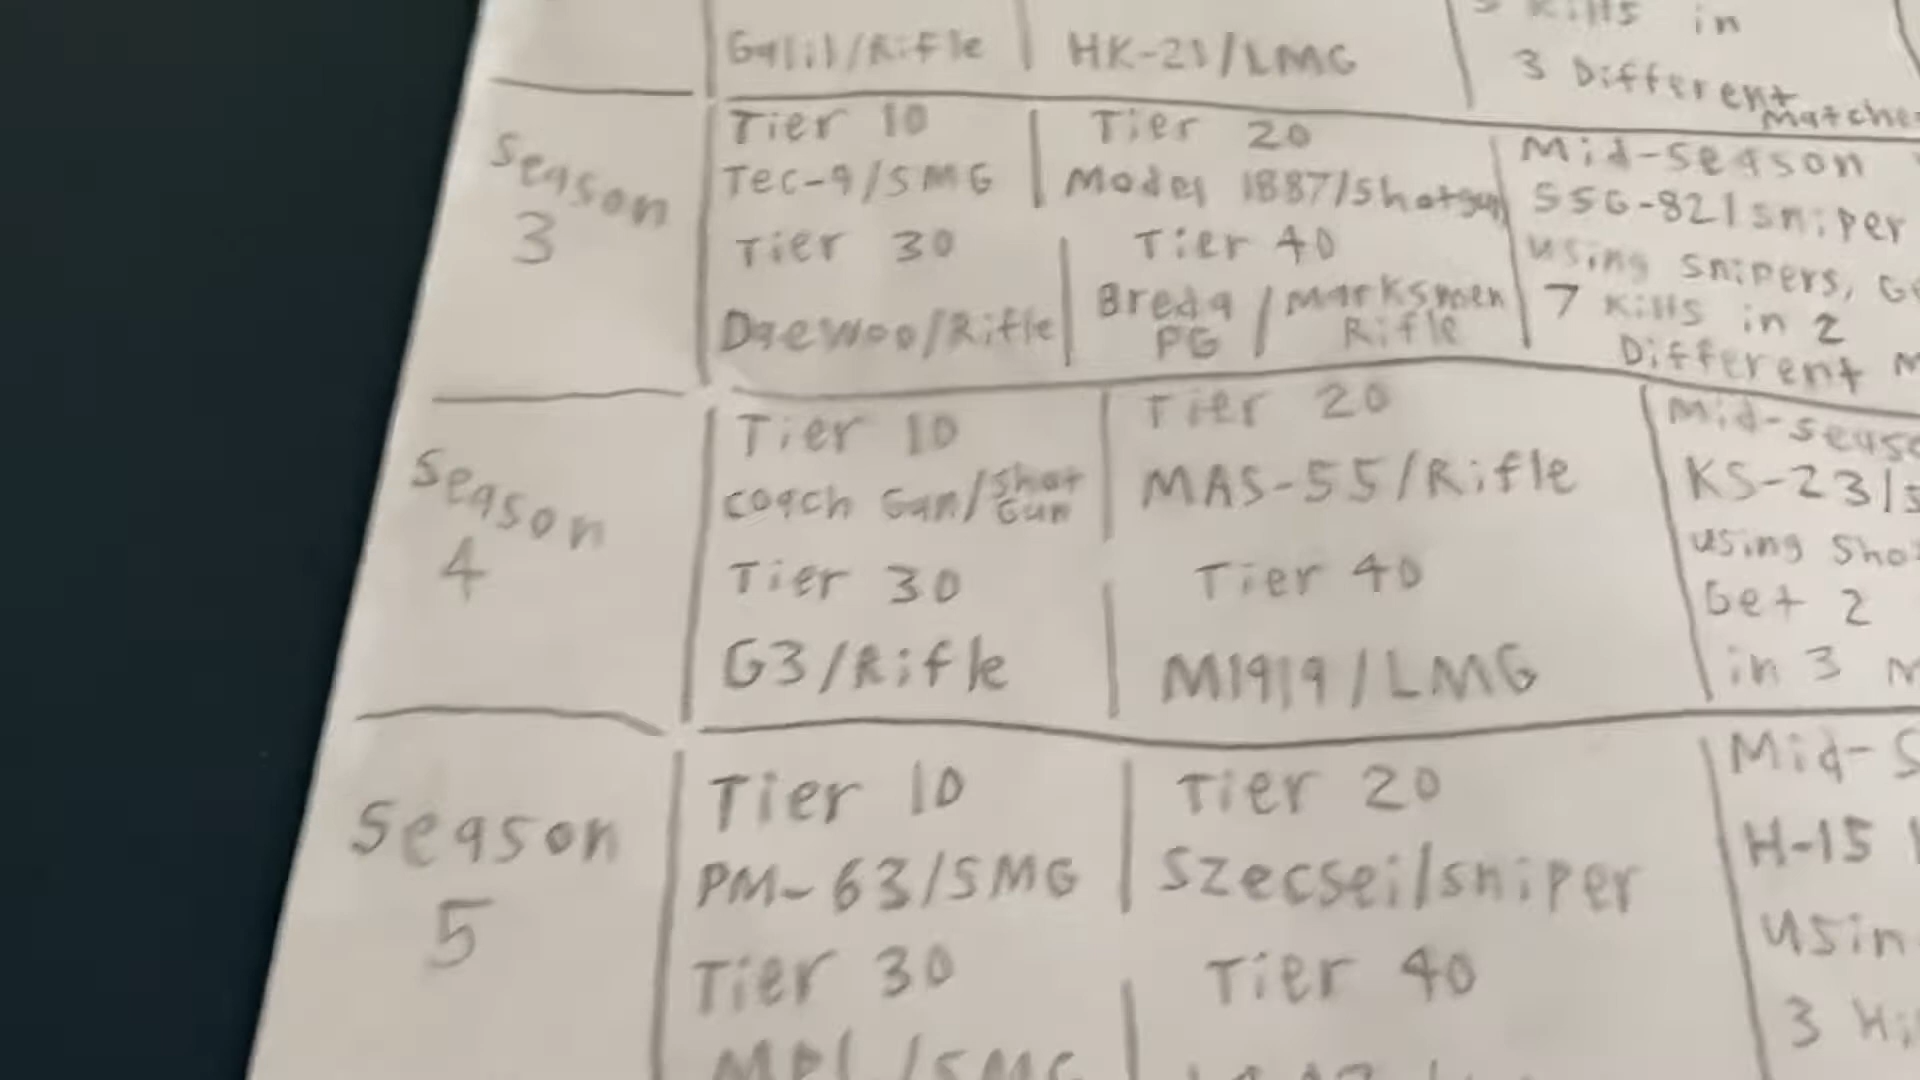 Galil/Rifle
HK-21/LMG
Kills in
3 Different
Matches
Season
3
Tier 10
Tec-9/SMG
Tier 20
Model 1887/Shotgun
Tier 30
Daewoo/Rifle
Tier 40
Breda
PG / Marksmen
Rifle
Mid-season
SSG-82/sniper
using snipers,
7 Kills in 2
Different
Season
4
Tier 10
Coach Gun/Shot
Gun
Tier 20
MAS-55/Rifle
Tier 30
G3/Rifle
Tier 40
M1919/LMG
KS-23/
using
Get 2
in 3
Season
5
Tier 10
PM-63/SMG
Tier 20
Szecsei/sniper
Tier 30
Tier 40
Mid-
H-15
3